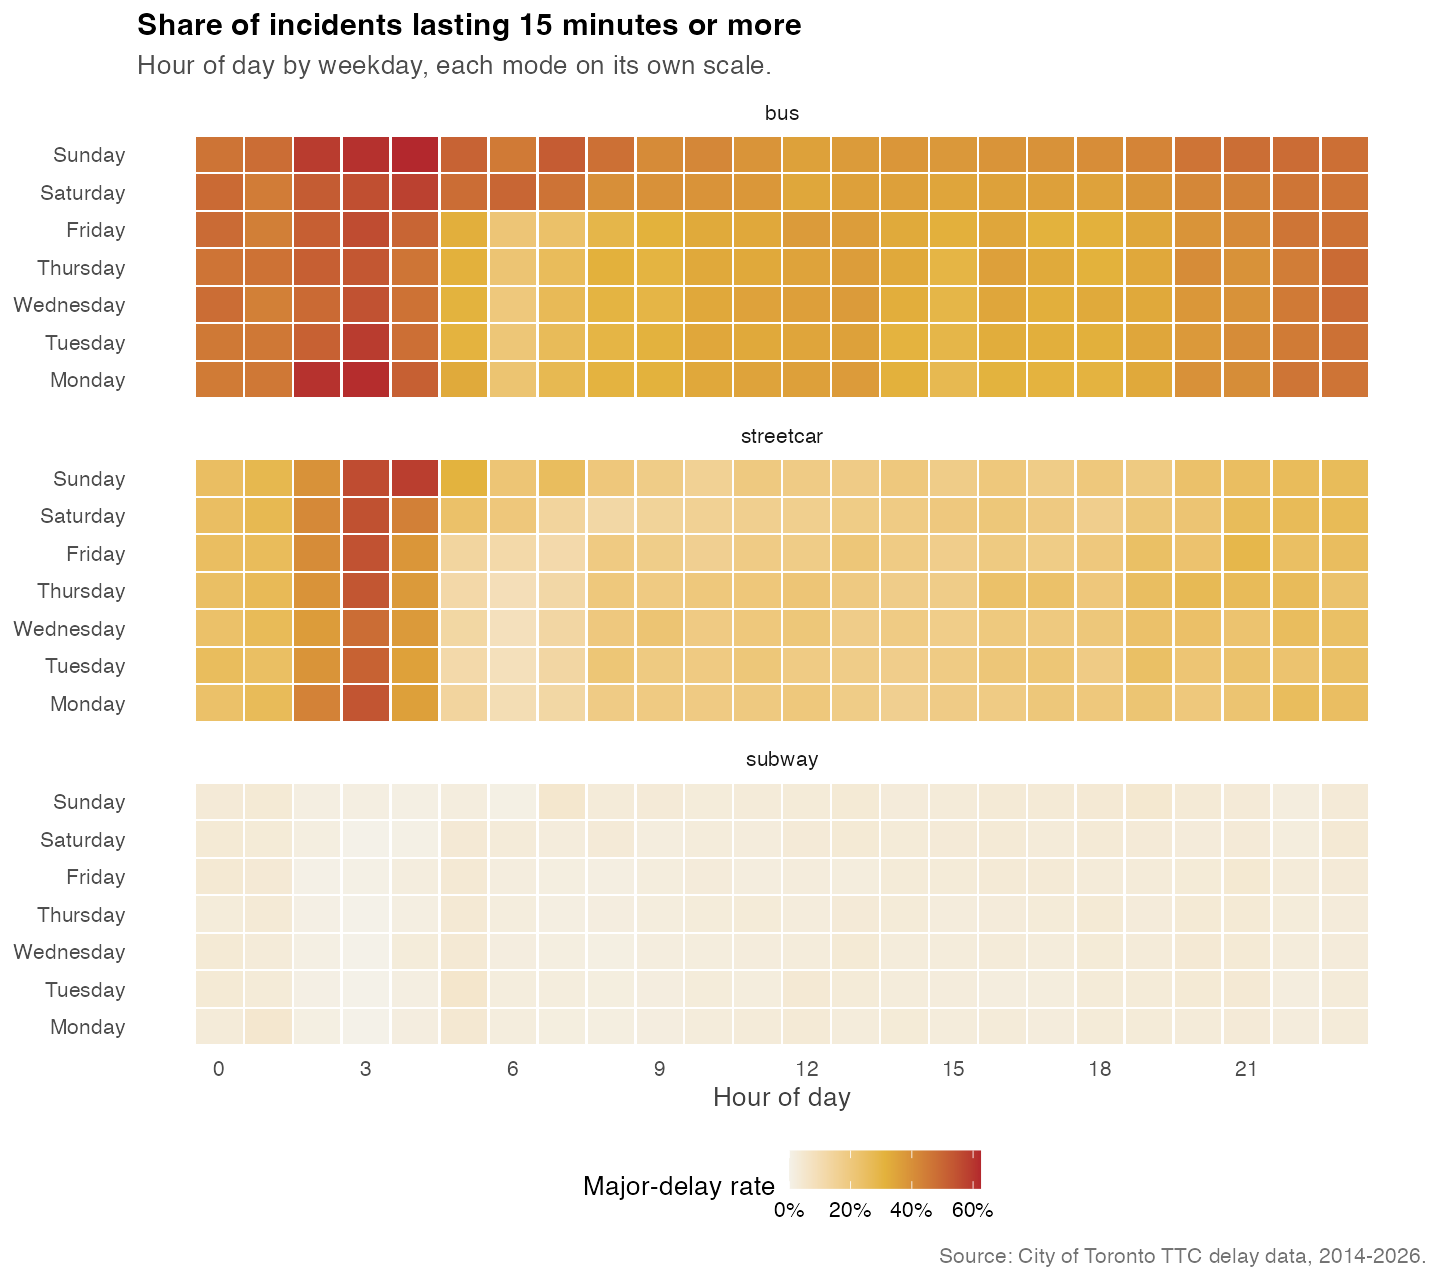 Share of incidents lasting 15 minutes or more
Hour of day by weekday, each mode on its own scale.
bus
Sunday
Saturday
Friday
Thursday
Wednesday
Tuesday
Monday
streetcar
Sunday
Saturday
Friday
Thursday
Wednesday
Tuesday
Monday
subway
Sunday
Saturday
Friday
Thursday
Wednesday
Tuesday
Monday
0 3 6 9 12 15 18 21
Hour of day
Major-delay rate
0% 20% 40% 60%
Source: City of Toronto TTC delay data, 2014-2026.